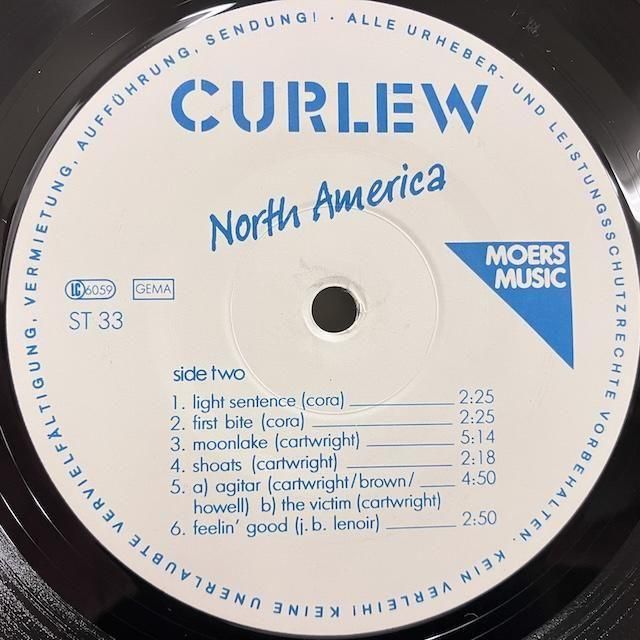 ALLE URHEBER- UND LEISTUNGSSCHUTZRECHTE VORBEHALTEN. KEIN VERLEIH! KEINE UNERLAUBTE VERVIELFÄLTIGUNG, VERMIETUNG, AUFFÜHRUNG, SENDUNG! •
CURLEW
North America
MOERS
MUSIC
LC 6059
GEMA
ST 33
side two
1. light sentence (cora) 2:25
2. first bite (cora) 2:25
3. moonlake (cartwright) 5:14
4. shoats (cartwright) 2:18
5. a) agitar (cartwright/brown/ 4:50
howell) b) the victim (cartwright)
6. feelin' good (j. b. lenoir) 2:50